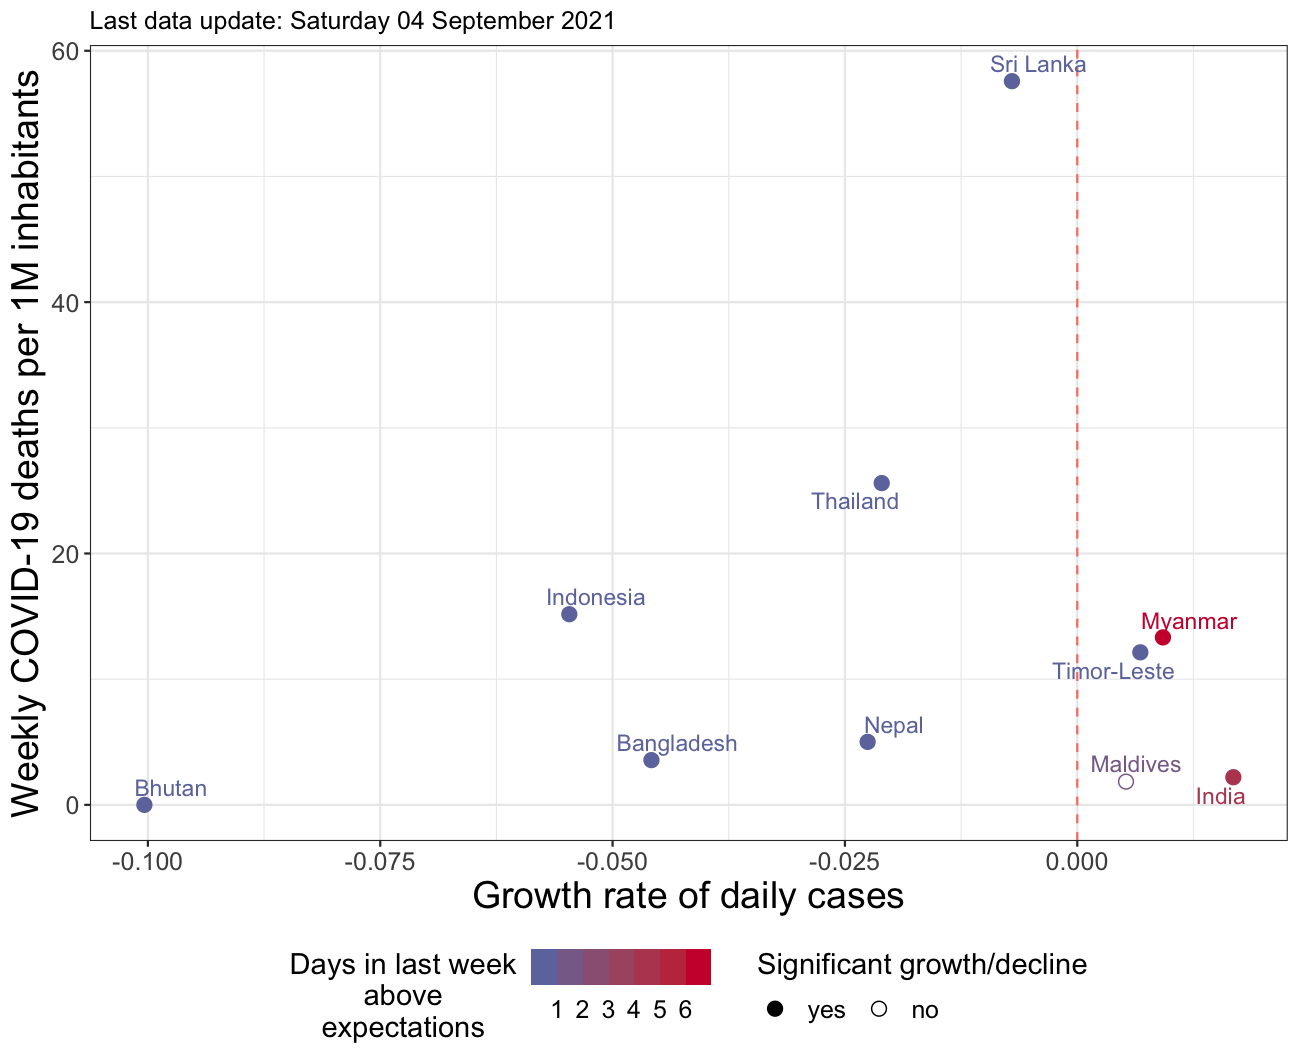 Last data update: Saturday 04 September 2021
Weekly COVID-19 deaths per 1M inhabitants
60
40
20
0
Sri Lanka
Thailand
Indonesia
Myanmar
Timor-Leste
Nepal
Bangladesh
Maldives
Bhutan
India
-0.100
-0.075
-0.050
-0.025
0.000
Growth rate of daily cases
Days in last week
above
expectations
1 2 3 4 5 6
Significant growth/decline
yes
no